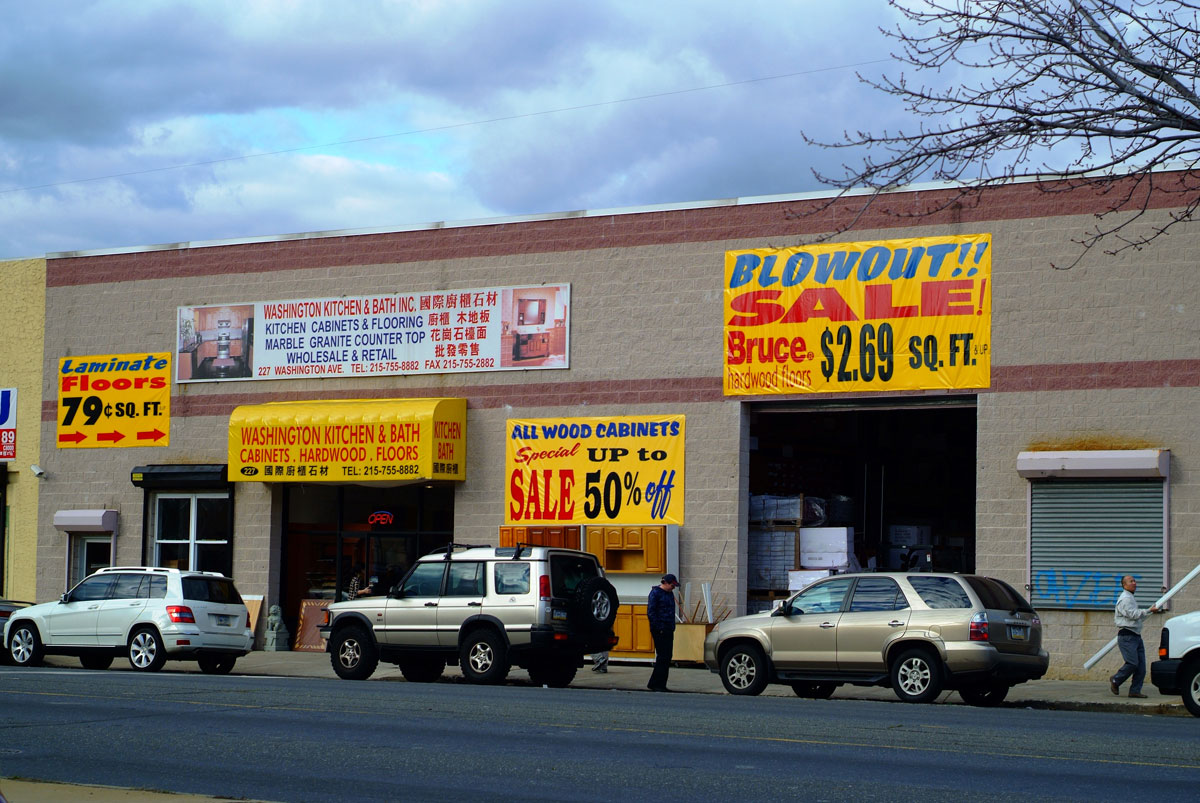 BLOWOUT!!
SALE!
Bruce® $2.69 SQ. FT. & UP
hardwood floors
WASHINGTON KITCHEN & BATH INC. 國際廚櫃石材
KITCHEN CABINETS & FLOORING 廚櫃 木地板
MARBLE GRANITE COUNTER TOP 花崗石檯面
WHOLESALE & RETAIL 批發零售
227 WASHINGTON AVE. TEL: 215-755-8882 FAX 215-755-2882
Laminate
Floors
79¢ SQ. FT.
U
89
WASHINGTON KITCHEN & BATH
CABINETS . HARDWOOD . FLOORS
227 國際廚櫃石材 TEL: 215-755-8882
KITCHEN
BATH
廚櫃
ALL WOOD CABINETS
Special UP to
SALE 50% off
OPEN